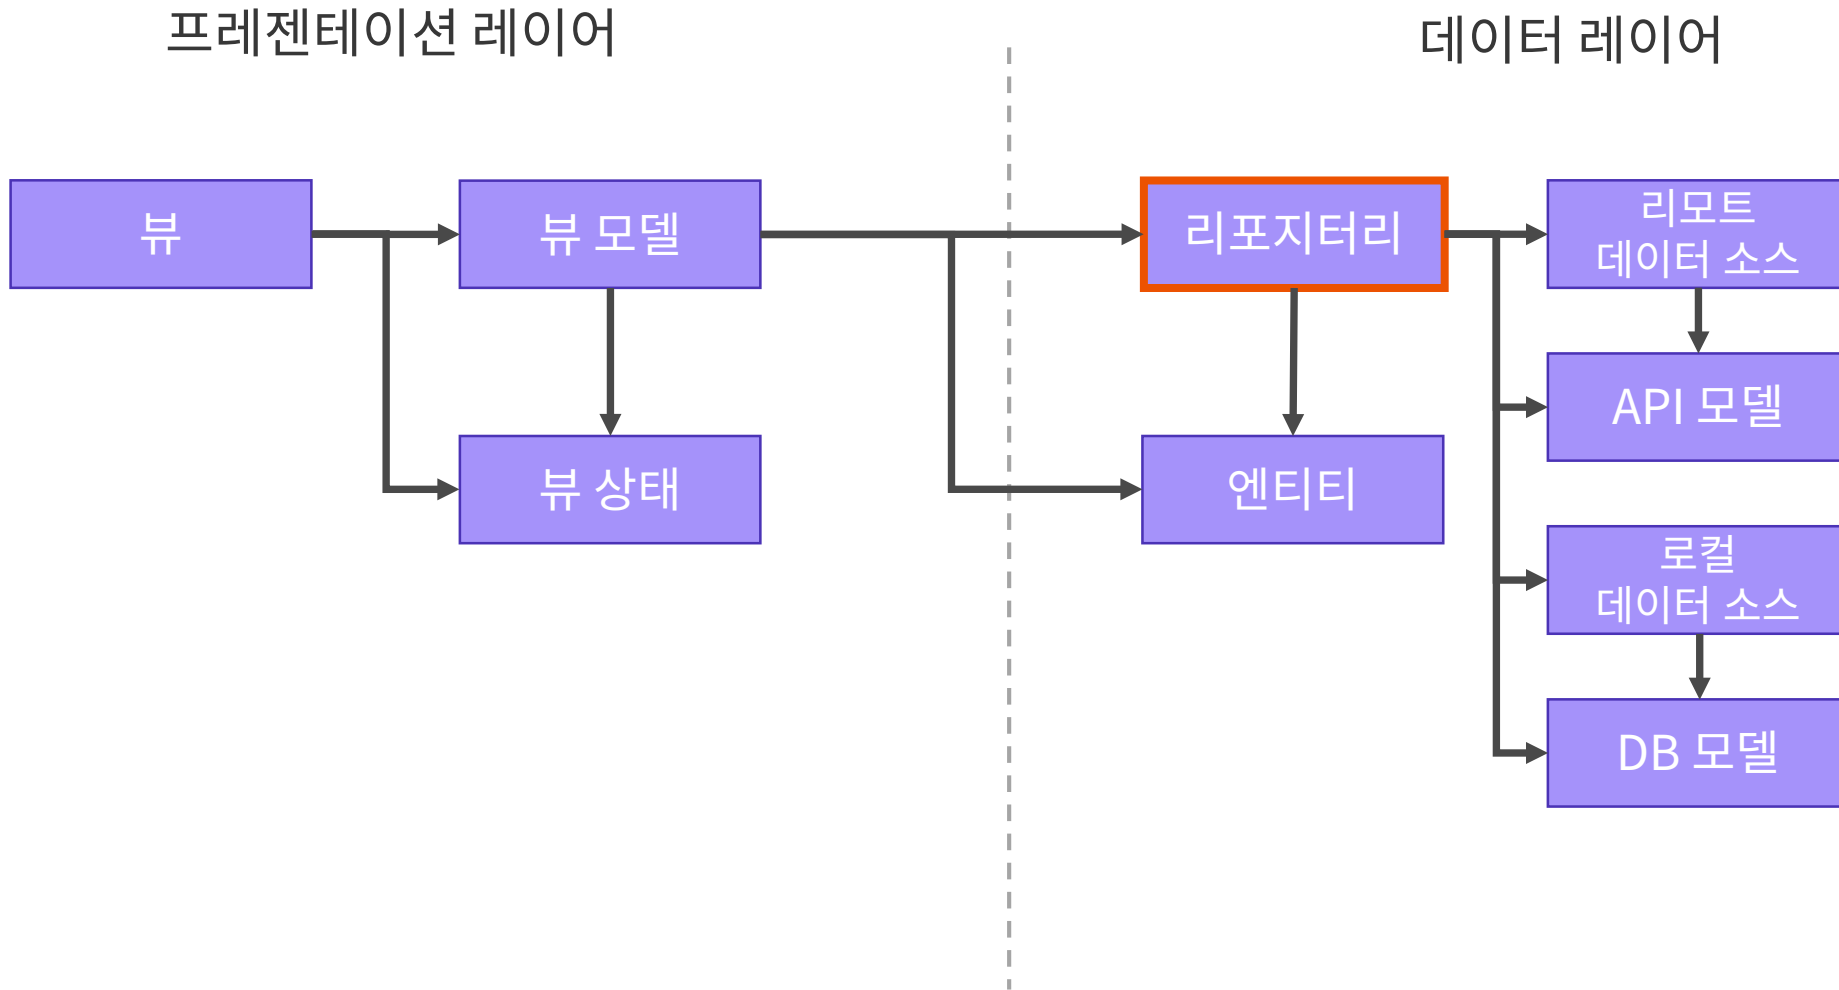 프레젠테이션 레이어
데이터 레이어
뷰
뷰 모델
리포지터리
리모트
데이터 소스
API 모델
뷰 상태
엔티티
로컬
데이터 소스
DB 모델